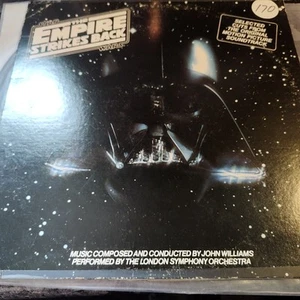 THE
EMPIRE
STRIKES BACK
SELECTED
CUTS FROM
THE ORIGINAL
MOTION PICTURE
SOUNDTRACK
170
MUSIC COMPOSED AND CONDUCTED BY JOHN WILLIAMS
PERFORMED BY THE LONDON SYMPHONY ORCHESTRA